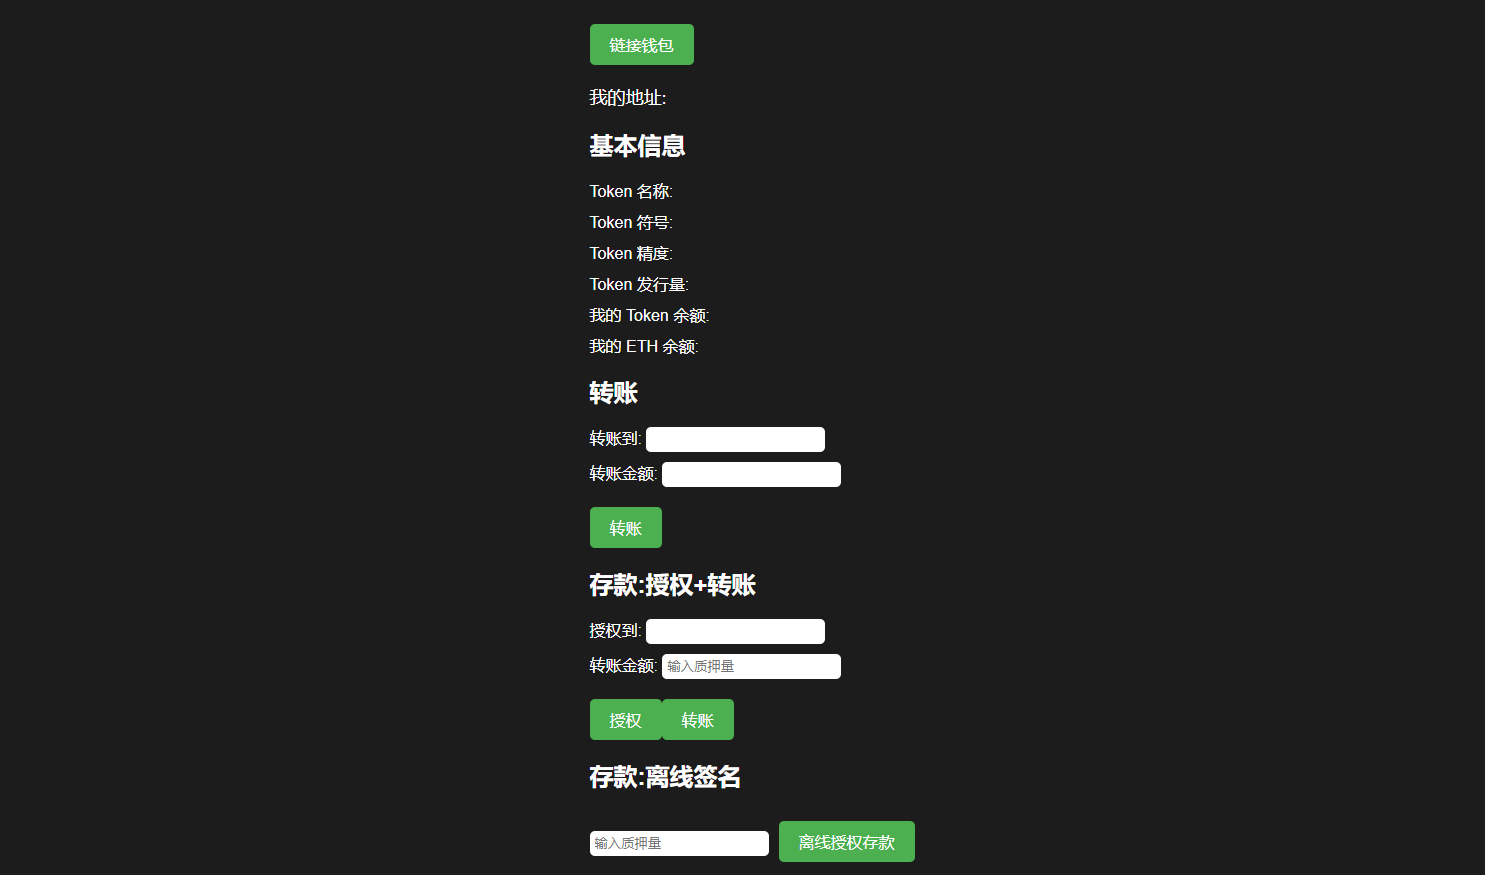 链接钱包
我的地址:
基本信息
Token 名称:
Token 符号:
Token 精度:
Token 发行量:
我的 Token 余额:
我的 ETH 余额:
转账
转账到:
转账金额:
转账
存款:授权+转账
授权到:
转账金额: 输入质押量
授权 转账
存款:离线签名
输入质押量 离线授权存款